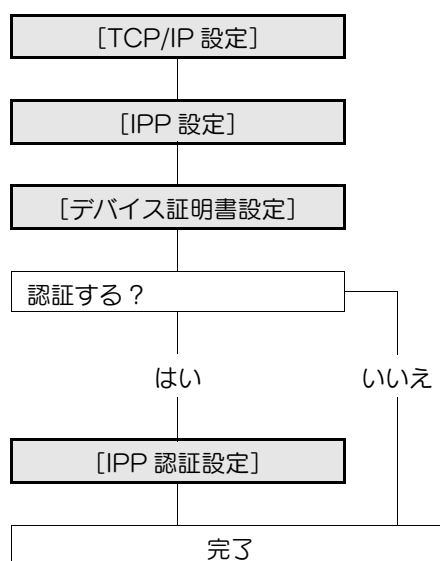 [TCP/IP 設定]
[IPP 設定]
[デバイス証明書設定]
認証する？
はい
いいえ
[IPP 認証設定]
完了